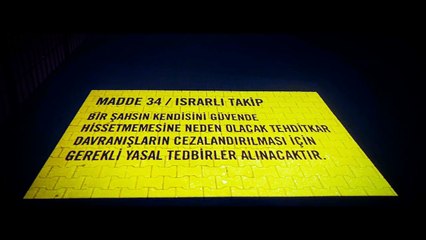 MADDE 34 / ISRARLI TAKİP
BİR ŞAHSIN KENDİSİNİ GÜVENDE
HİSSETMEMESİNE NEDEN OLACAK TEHDİTKAR
DAVRANIŞLARIN CEZALANDIRILMASI İÇİN
GEREKLİ YASAL TEDBİRLER ALINACAKTIR.